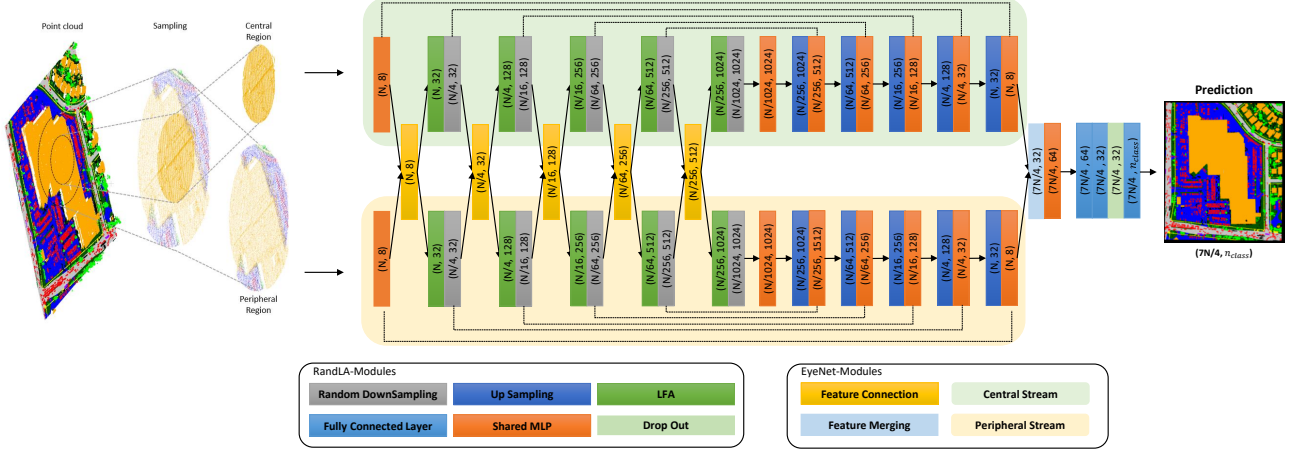 Point cloud
Sampling
Central
Region
Peripheral
Region
(N, 8)
(N, 32)
(N/4, 32)
(N/4, 128)
(N/16, 128)
(N/16, 256)
(N/64, 256)
(N/64, 512)
(N/256, 512)
(N/256, 1024)
(N/1024, 1024)
(N/1024, 1024)
(N/256, 1024)
(N/256, 512)
(N/64, 512)
(N/64, 256)
(N/16, 256)
(N/16, 128)
(N/4, 128)
(N/4, 32)
(N, 32)
(N, 8)
(N, 8)
(N/4, 32)
(N/16, 128)
(N/64, 256)
(N/256, 512)
(N, 8)
(N, 32)
(N/4, 32)
(N/4, 128)
(N/16, 128)
(N/16, 256)
(N/64, 256)
(N/64, 512)
(N/256, 512)
(N/256, 1024)
(N/1024, 1024)
(N/1024, 1024)
(N/256, 1024)
(N/256, 1512)
(N/64, 512)
(N/64, 256)
(N/16, 256)
(N/16, 128)
(N/4, 128)
(N/4, 32)
(N, 32)
(N, 8)
(7N/4, 32)
(7N/4, 64)
(7N/4, 64)
(7N/4, 32)
(7N/4, 32)
(7N/4 , n_class)
Prediction
(7N/4, n_class)
RandLA-Modules
Random DownSampling
Up Sampling
LFA
Fully Connected Layer
Shared MLP
Drop Out
EyeNet-Modules
Feature Connection
Central Stream
Feature Merging
Peripheral Stream